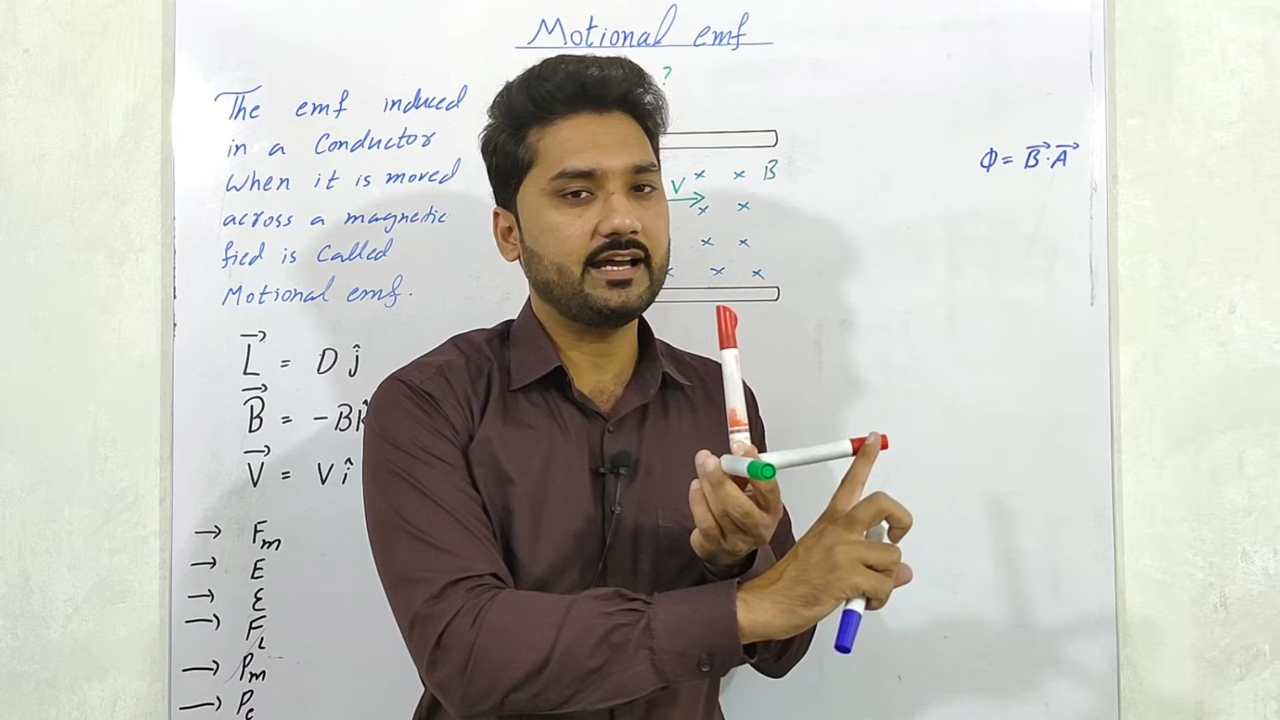 Motional emf
The emf induced
in a Conductor
When it is moved
across a magnetic
fied is Called
Motional emf.
?
x x B
V
x x
x x
x x x
Φ = B⃗·A⃗
L⃗ = D ĵ
B⃗ = -Bk̂
V⃗ = V î
→ Fm
→ E
→ ε
→ FL
→ Pm
→ Pe